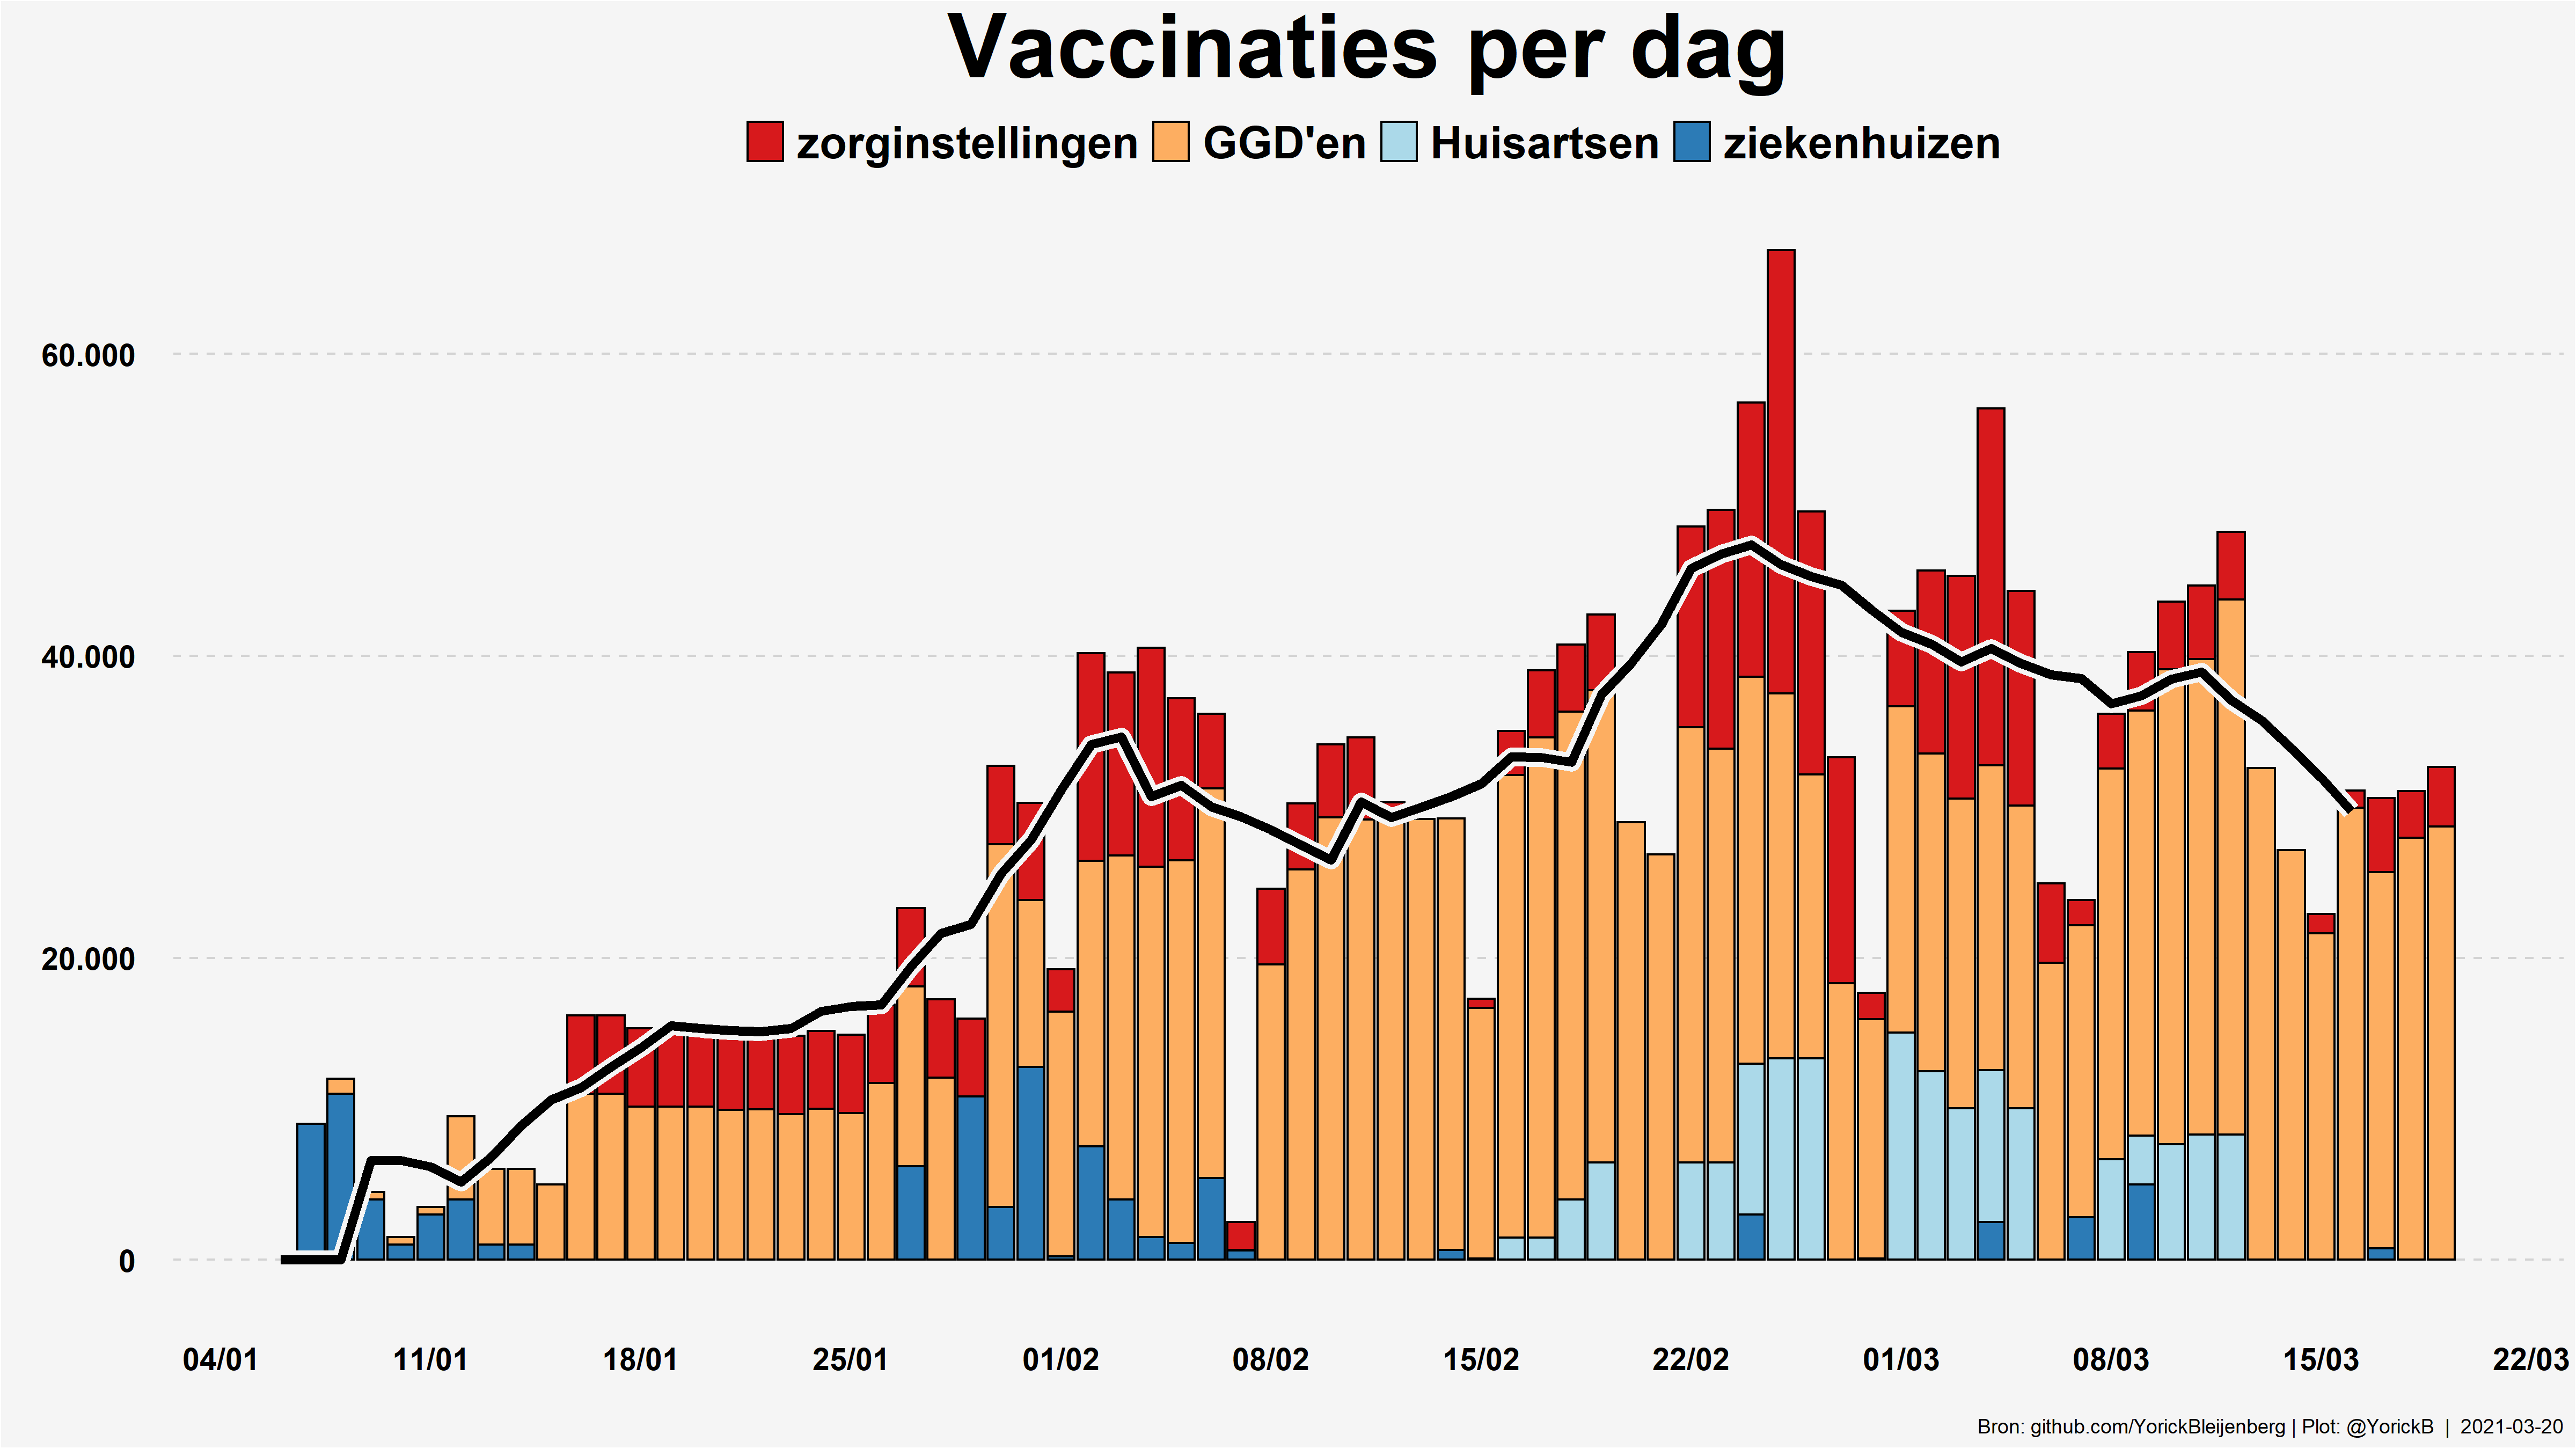 Vaccinaties per dag
zorginstellingen GGD'en Huisartsen ziekenhuizen
60.000
40.000
20.000
0
04/01 11/01 18/01 25/01 01/02 08/02 15/02 22/02 01/03 08/03 15/03 22/03
Bron: github.com/YorickBleijenberg | Plot: @YorickB | 2021-03-20